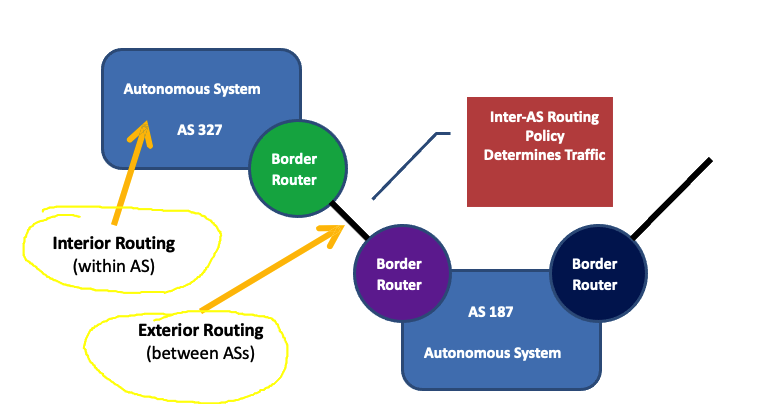 Autonomous System
AS 327
Border
Router
Inter-AS Routing
Policy
Determines Traffic
Interior Routing
(within AS)
Border
Router
Border
Router
Exterior Routing
(between ASs)
AS 187
Autonomous System